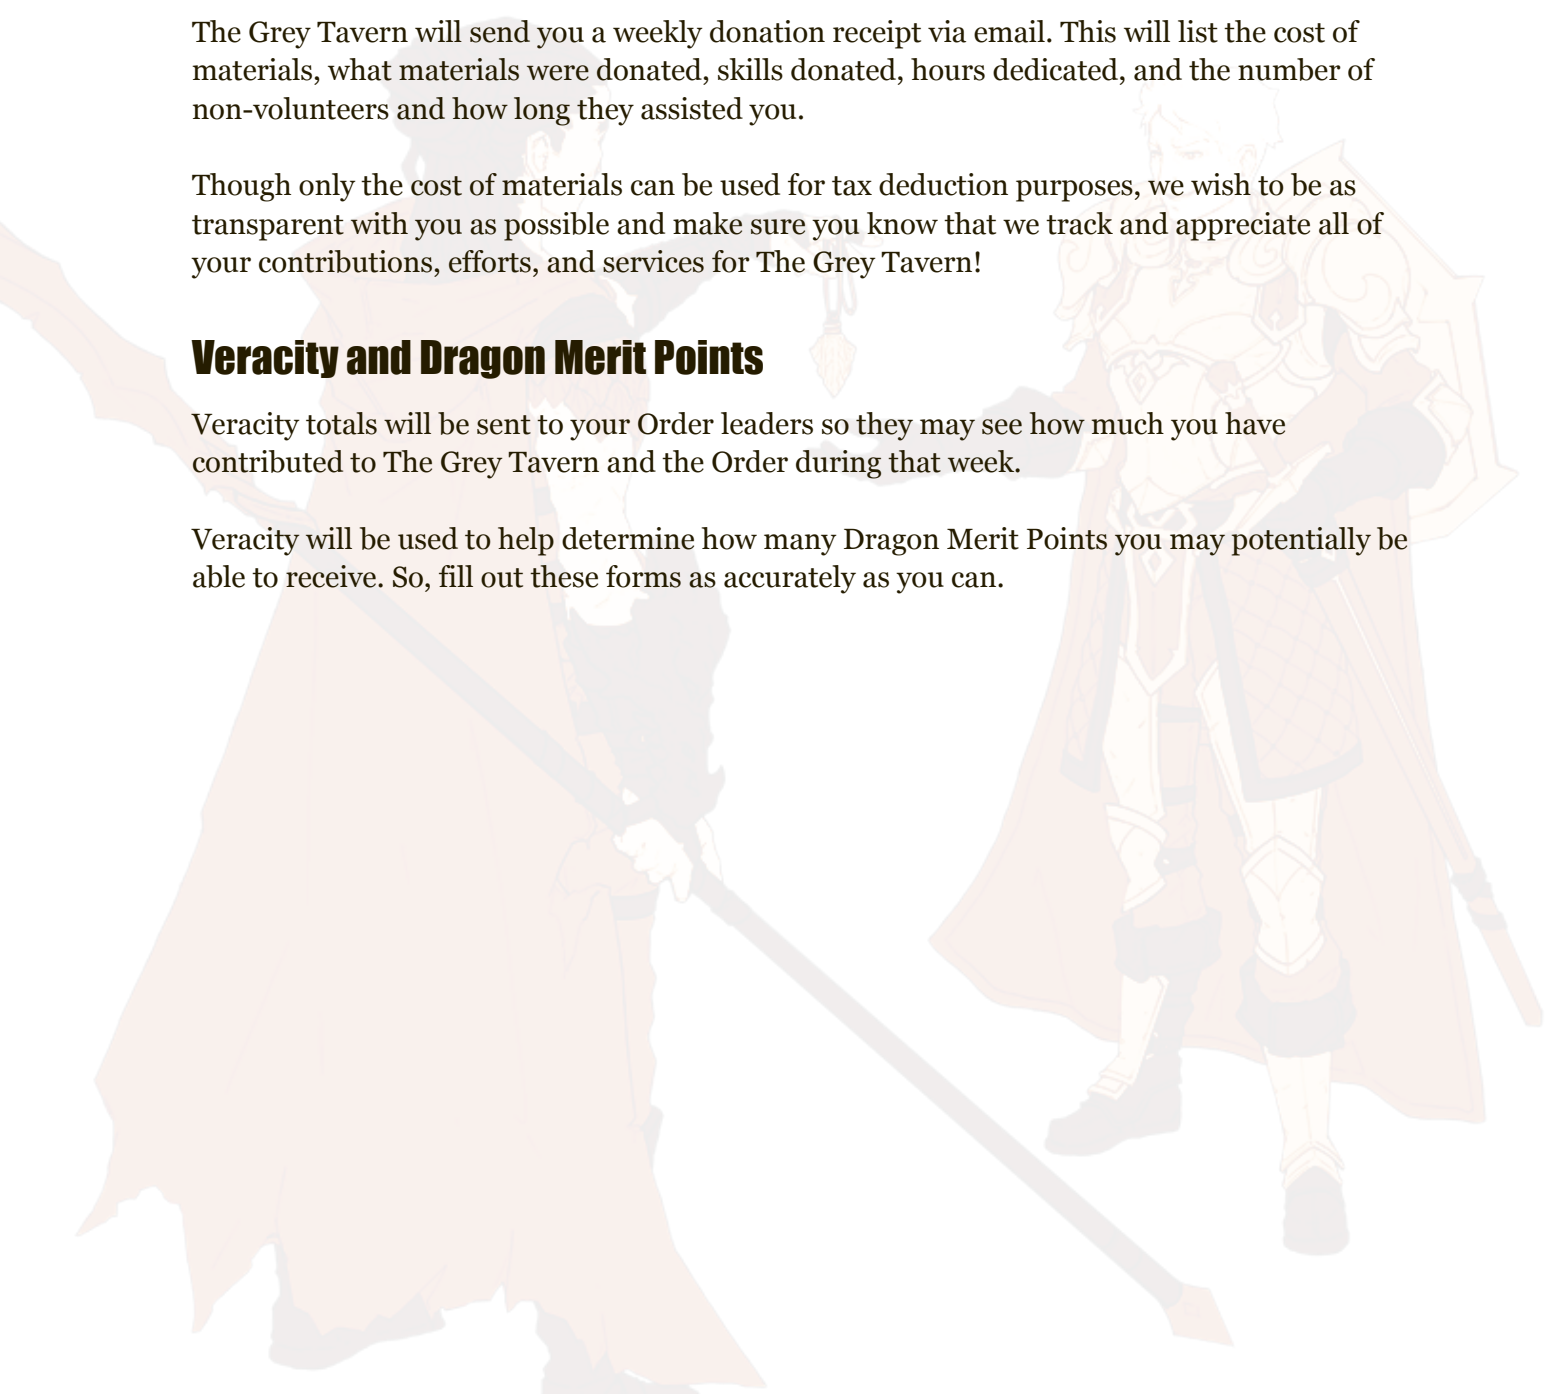 The Grey Tavern will send you a weekly donation receipt via email. This will list the cost of
materials, what materials were donated, skills donated, hours dedicated, and the number of
non-volunteers and how long they assisted you.
Though only the cost of materials can be used for tax deduction purposes, we wish to be as
transparent with you as possible and make sure you know that we track and appreciate all of
your contributions, efforts, and services for The Grey Tavern!
Veracity and Dragon Merit Points
Veracity totals will be sent to your Order leaders so they may see how much you have
contributed to The Grey Tavern and the Order during that week.
Veracity will be used to help determine how many Dragon Merit Points you may potentially be
able to receive. So, fill out these forms as accurately as you can.